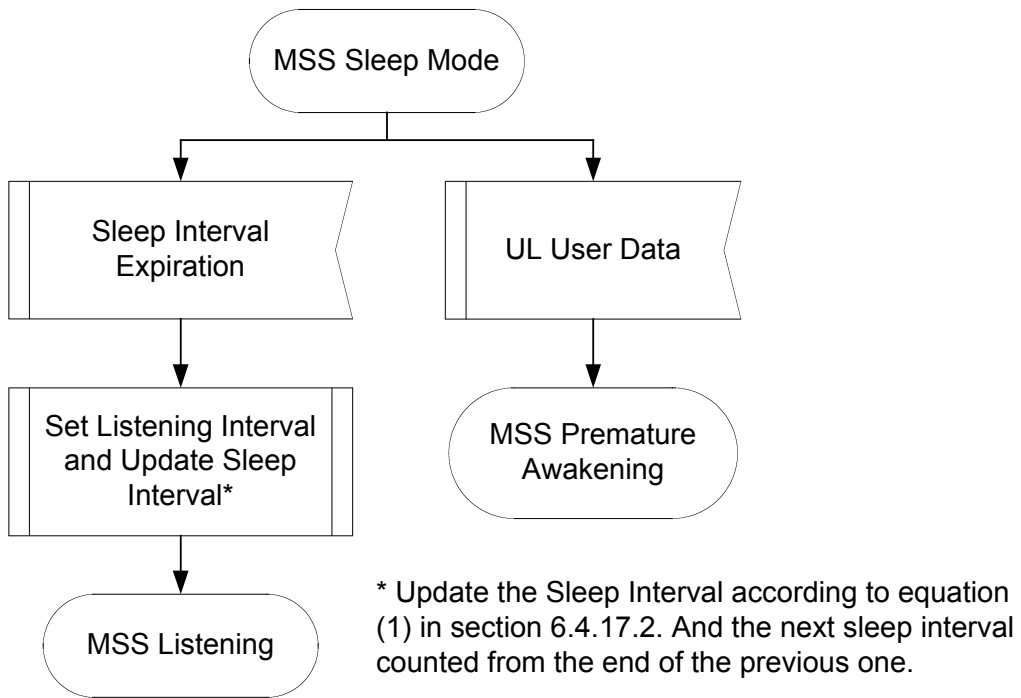 MSS Sleep Mode
Sleep Interval
Expiration
UL User Data
Set Listening Interval
and Update Sleep
Interval*
MSS Premature
Awakening
MSS Listening
* Update the Sleep Interval according to equation
(1) in section 6.4.17.2. And the next sleep interval
counted from the end of the previous one.